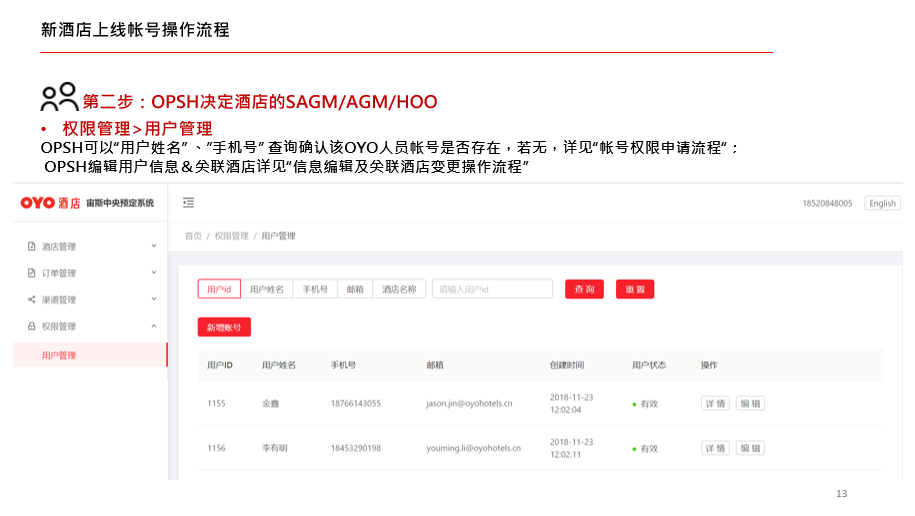 新酒店上线帐号操作流程
第二步：OPSH决定酒店的SAGM/AGM/HOO
• 权限管理>用户管理
OPSH可以“用户姓名” 、”手机号” 查询确认该OYO人员帐号是否存在，若无，详见“帐号权限申请流程“；
OPSH编辑用户信息＆关联酒店详见“信息编辑及关联酒店变更操作流程”
OYO 酒店 宙斯中央预定系统
18520848005 English
首页 / 权限管理 / 用户管理
酒店管理
订单管理
渠道管理
权限管理
用户管理
用户id 用户姓名 手机号 邮箱 酒店名称 请输入用户id 查 询 重 置
新增账号
用户ID 用户姓名 手机号 邮箱 创建时间 用户状态 操作
1155 金鑫 18766143055 jason.jin@oyohotels.cn 2018-11-23 12:02:04 有效 详 情 编 辑
1156 李有明 18453290198 youming.li@oyohotels.cn 2018-11-23 12:02:11 有效 详 情 编 辑
13